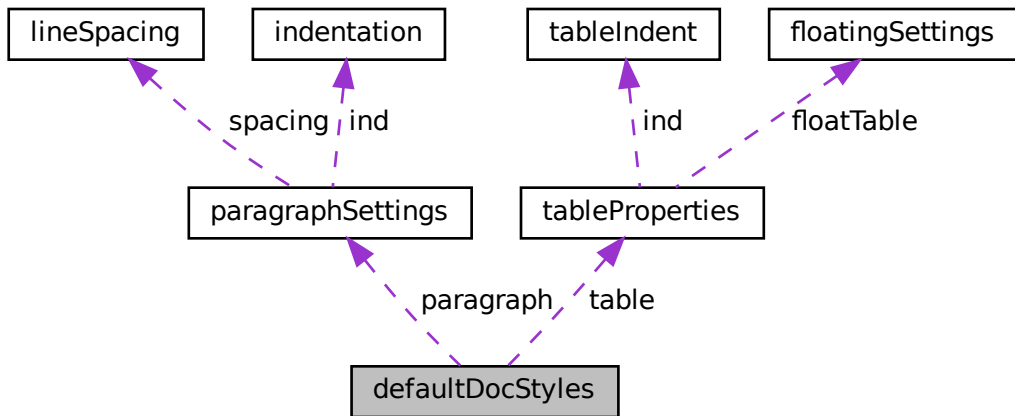 lineSpacing
indentation
tableIndent
floatingSettings
spacing
ind
ind
floatTable
paragraphSettings
tableProperties
paragraph
table
defaultDocStyles